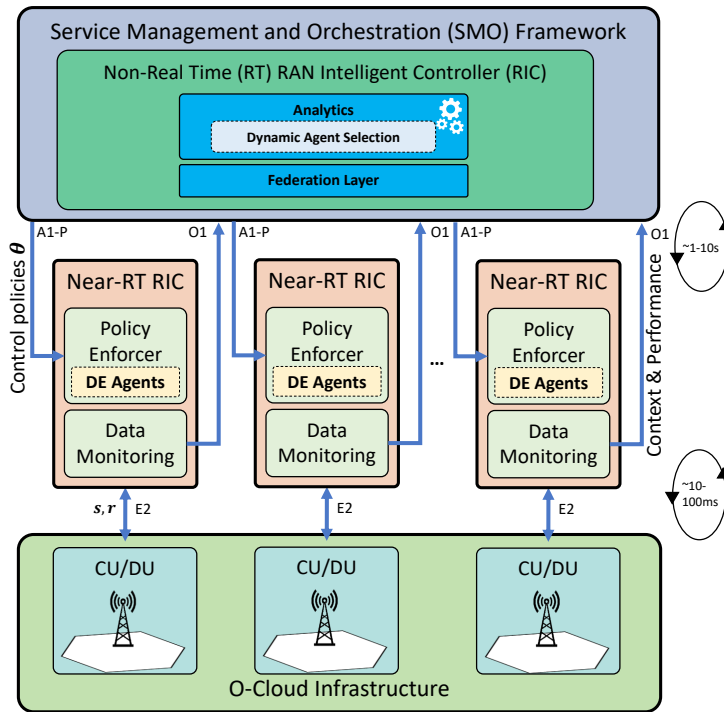 Service Management and Orchestration (SMO) Framework
Non-Real Time (RT) RAN Intelligent Controller (RIC)
Analytics
Dynamic Agent Selection
Federation Layer
A1-P
O1
A1-P
O1
A1-P
O1
~1-10s
Control policies θ
Near-RT RIC
Policy
Enforcer
DE Agents
Data
Monitoring
Near-RT RIC
Policy
Enforcer
DE Agents
Data
Monitoring
...
Near-RT RIC
Policy
Enforcer
DE Agents
Data
Monitoring
Context & Performance
~10-
100ms
s, r
E2
E2
E2
CU/DU
CU/DU
CU/DU
O-Cloud Infrastructure